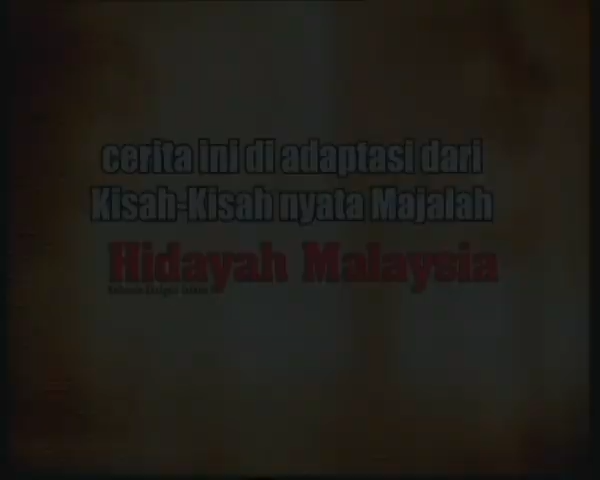 cerita ini di adaptasi dari
Kisah-Kisah nyata Majalah
Hidayah Malaysia